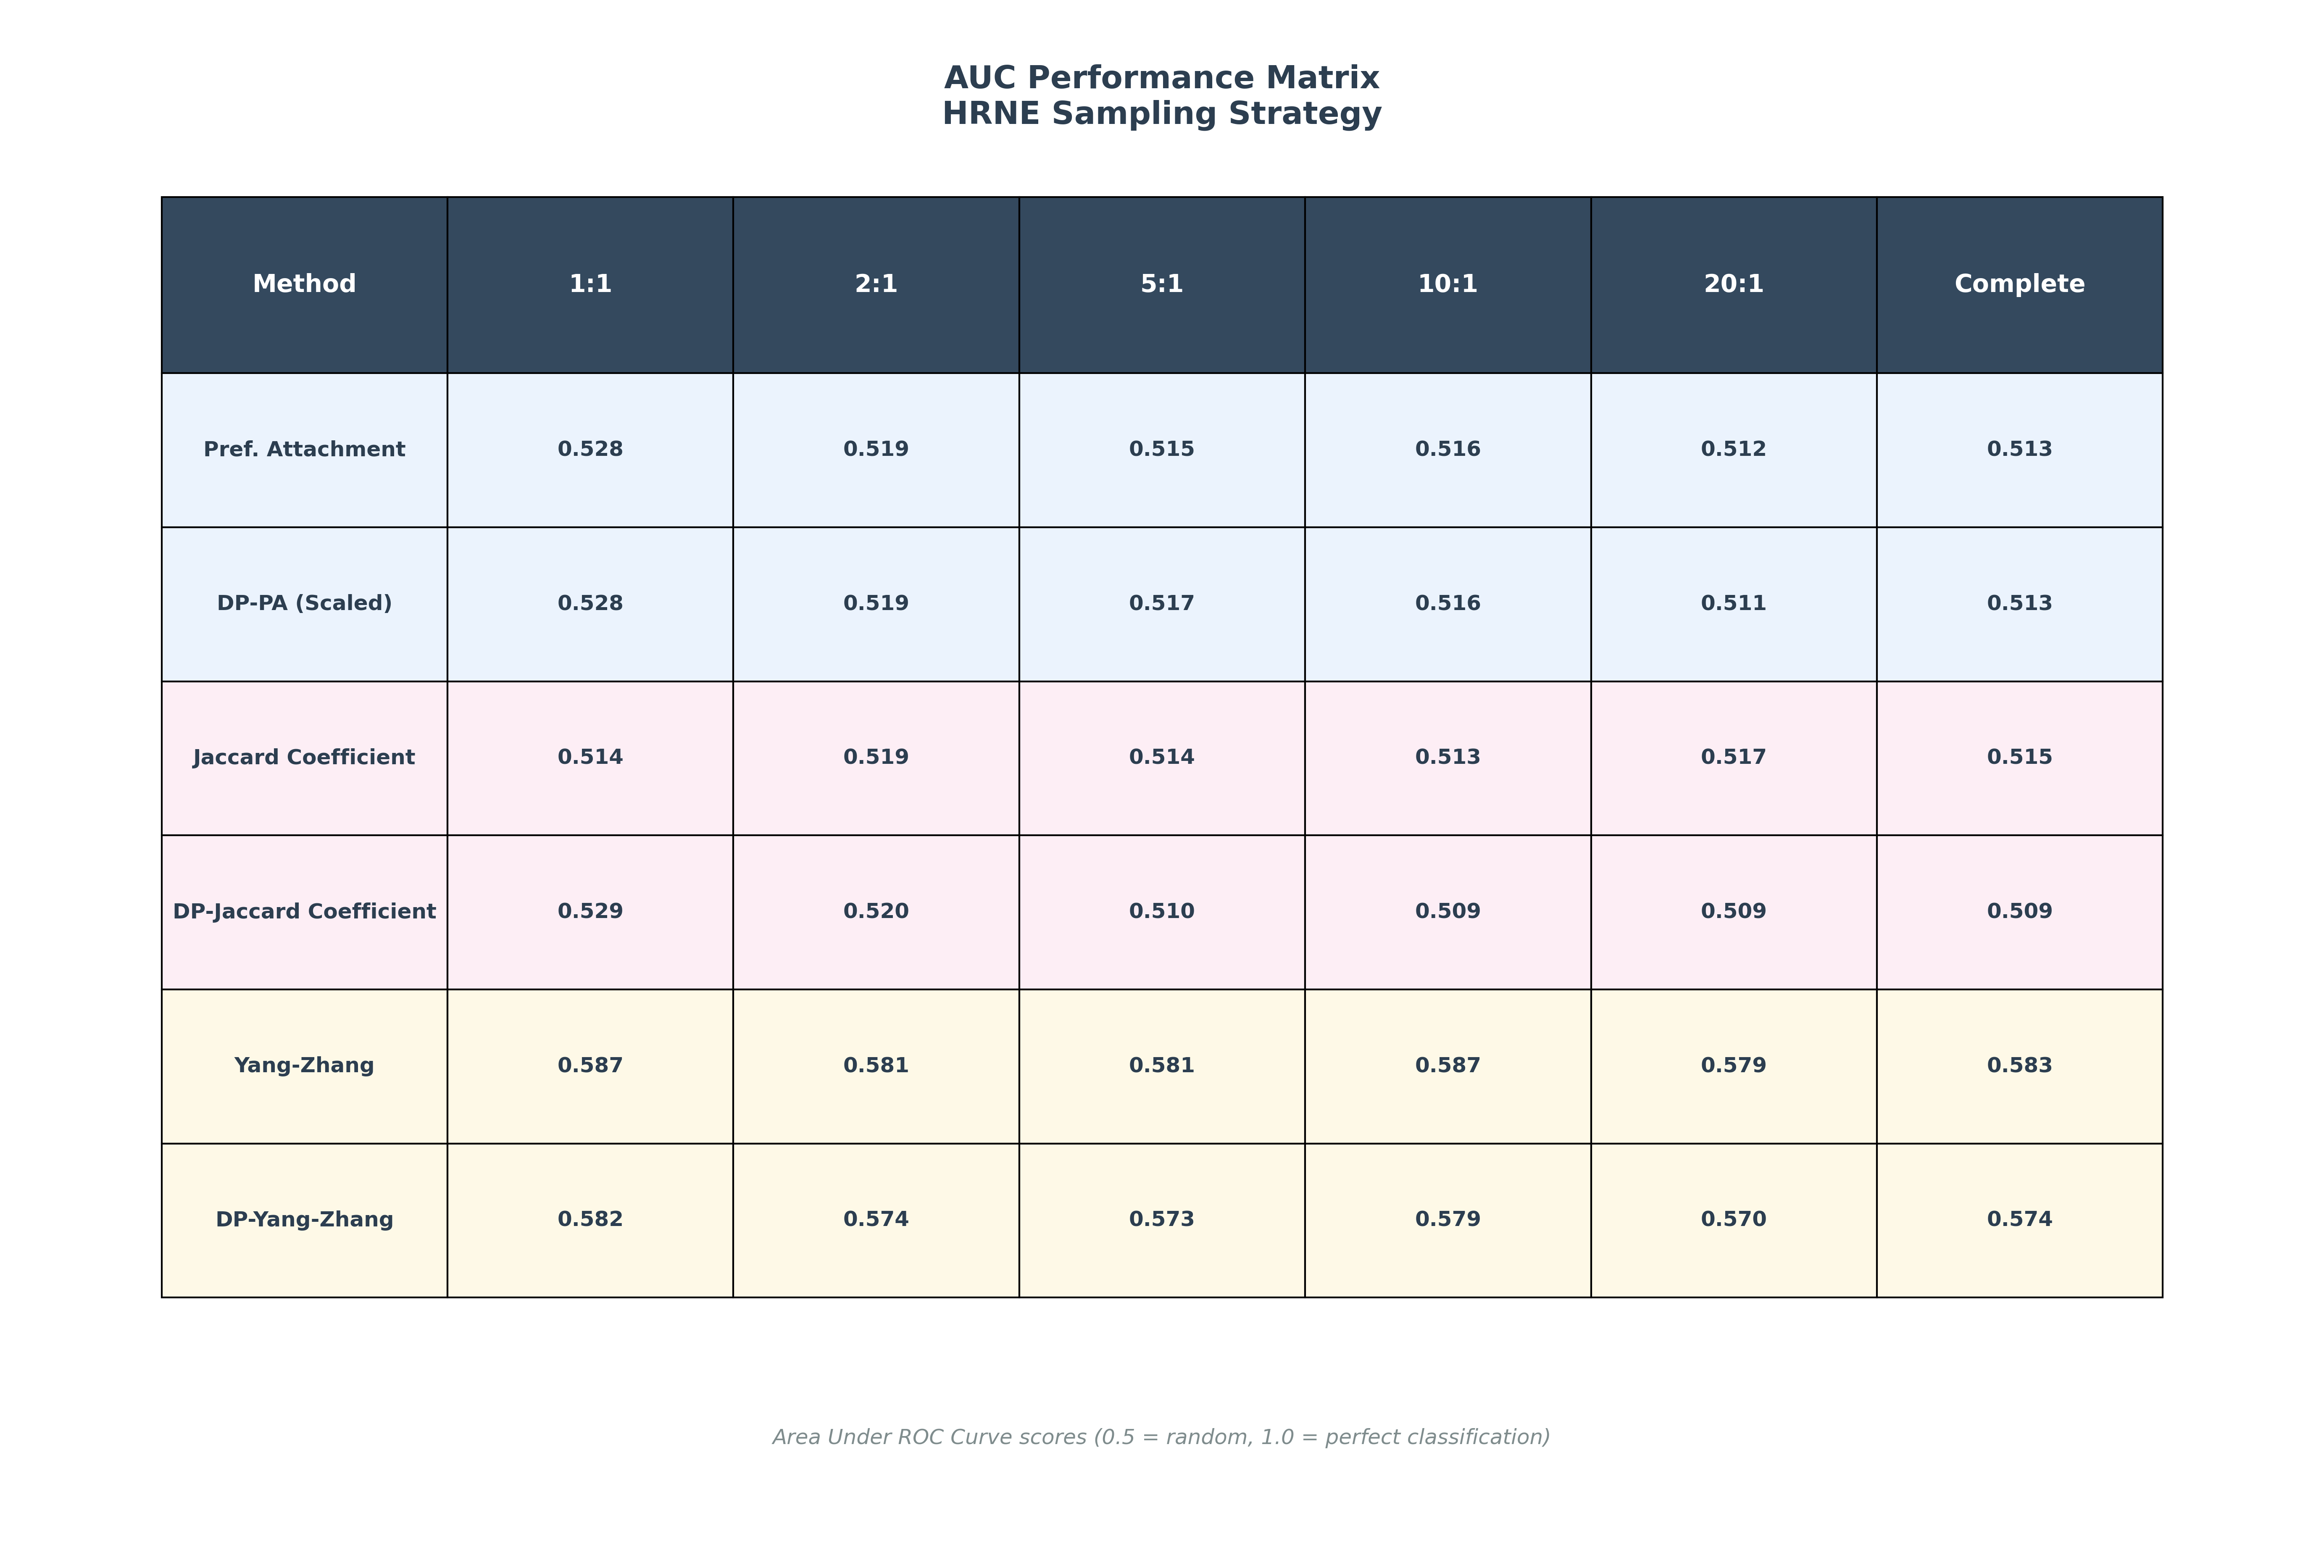 AUC Performance Matrix
HRNE Sampling Strategy
Method 1:1 2:1 5:1 10:1 20:1 Complete
Pref. Attachment 0.528 0.519 0.515 0.516 0.512 0.513
DP-PA (Scaled) 0.528 0.519 0.517 0.516 0.511 0.513
Jaccard Coefficient 0.514 0.519 0.514 0.513 0.517 0.515
DP-Jaccard Coefficient 0.529 0.520 0.510 0.509 0.509 0.509
Yang-Zhang 0.587 0.581 0.581 0.587 0.579 0.583
DP-Yang-Zhang 0.582 0.574 0.573 0.579 0.570 0.574
Area Under ROC Curve scores (0.5 = random, 1.0 = perfect classification)